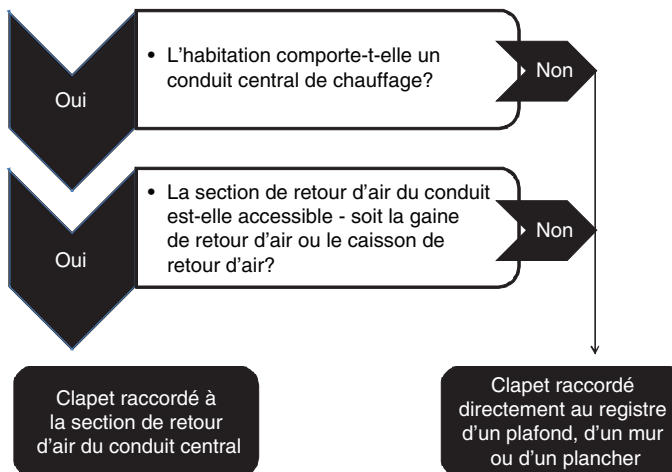 Oui
• L'habitation comporte-t-elle un
conduit central de chauffage?
Non
Oui
• La section de retour d'air du conduit
est-elle accessible - soit la gaine
de retour d'air ou le caisson de
retour d'air?
Non
Clapet raccordé à
la section de retour
d'air du conduit central
Clapet raccordé
directement au registre
d'un plafond, d'un mur
ou d'un plancher